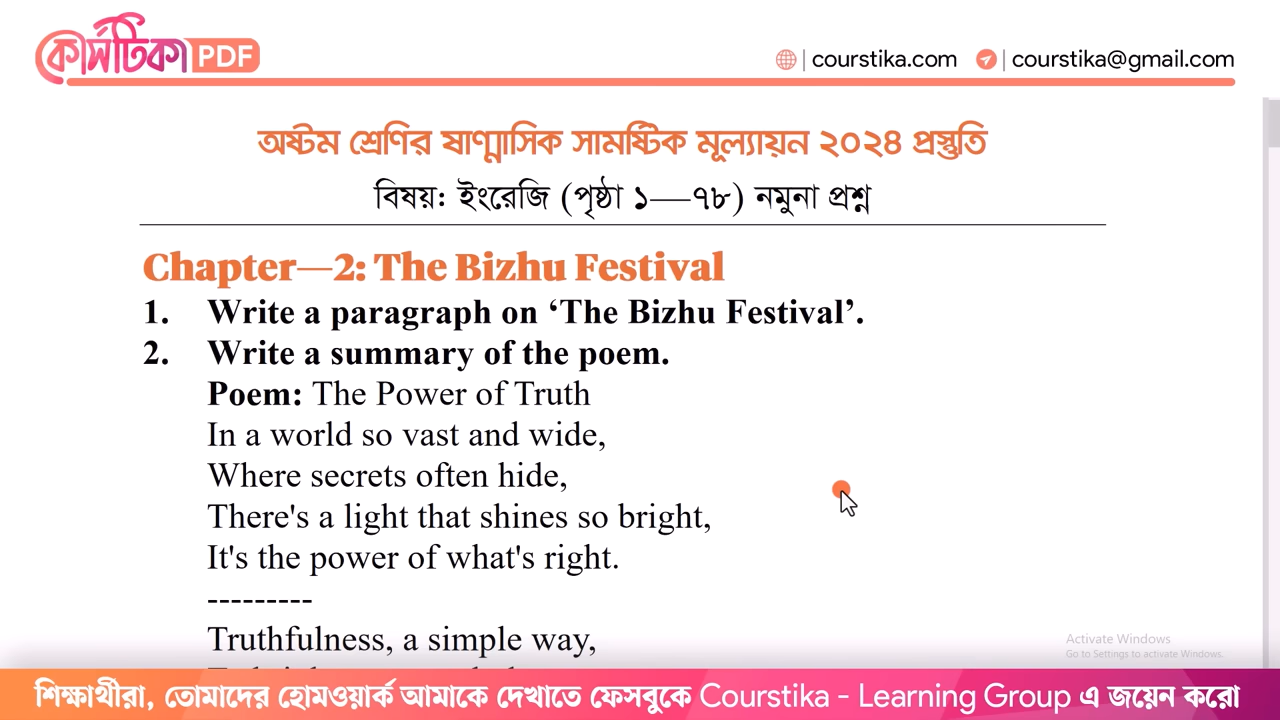 কোর্সটিকা PDF
courstika.com courstika@gmail.com
অষ্টম শ্রেণির ষাণ্মাসিক সামষ্টিক মূল্যায়ন ২০২৪ প্রস্তুতি
বিষয়: ইংরেজি (পৃষ্ঠা ১—৭৮) নমুনা প্রশ্ন
Chapter—2: The Bizhu Festival
1. Write a paragraph on ‘The Bizhu Festival’.
2. Write a summary of the poem.
Poem: The Power of Truth
In a world so vast and wide,
Where secrets often hide,
There's a light that shines so bright,
It's the power of what's right.
---------
Truthfulness, a simple way,
Activate Windows
Go to Settings to activate Windows.
শিক্ষার্থীরা, তোমাদের হোমওয়ার্ক আমাকে দেখাতে ফেসবুকে Courstika - Learning Group এ জয়েন করো